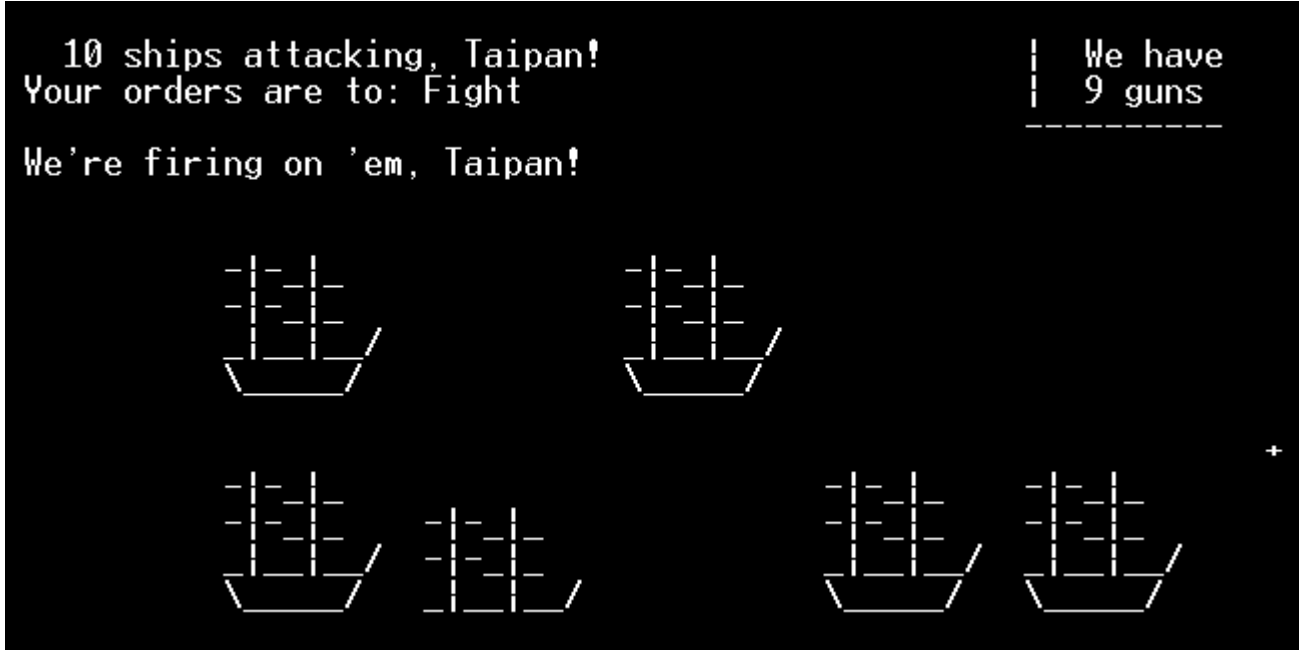 10 ships attacking, Taipan!
Your orders are to: Fight
We're firing on 'em, Taipan!
We have
9 guns